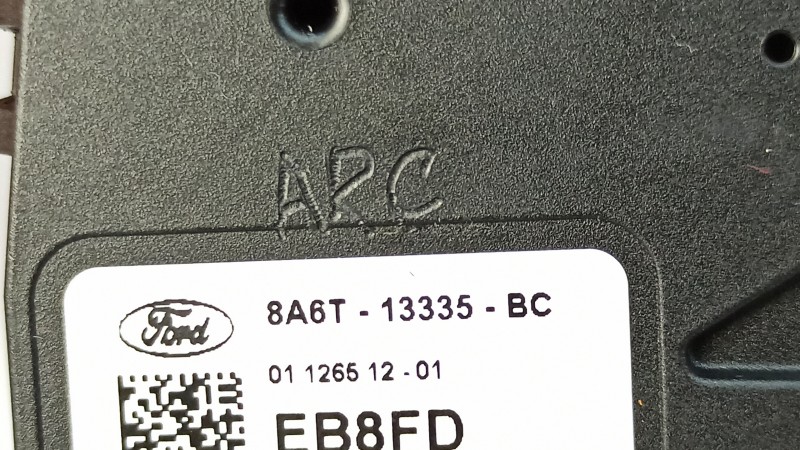 APC
Ford
8A6T - 13335 - BC
01 1265 12 - 01
EB8FD